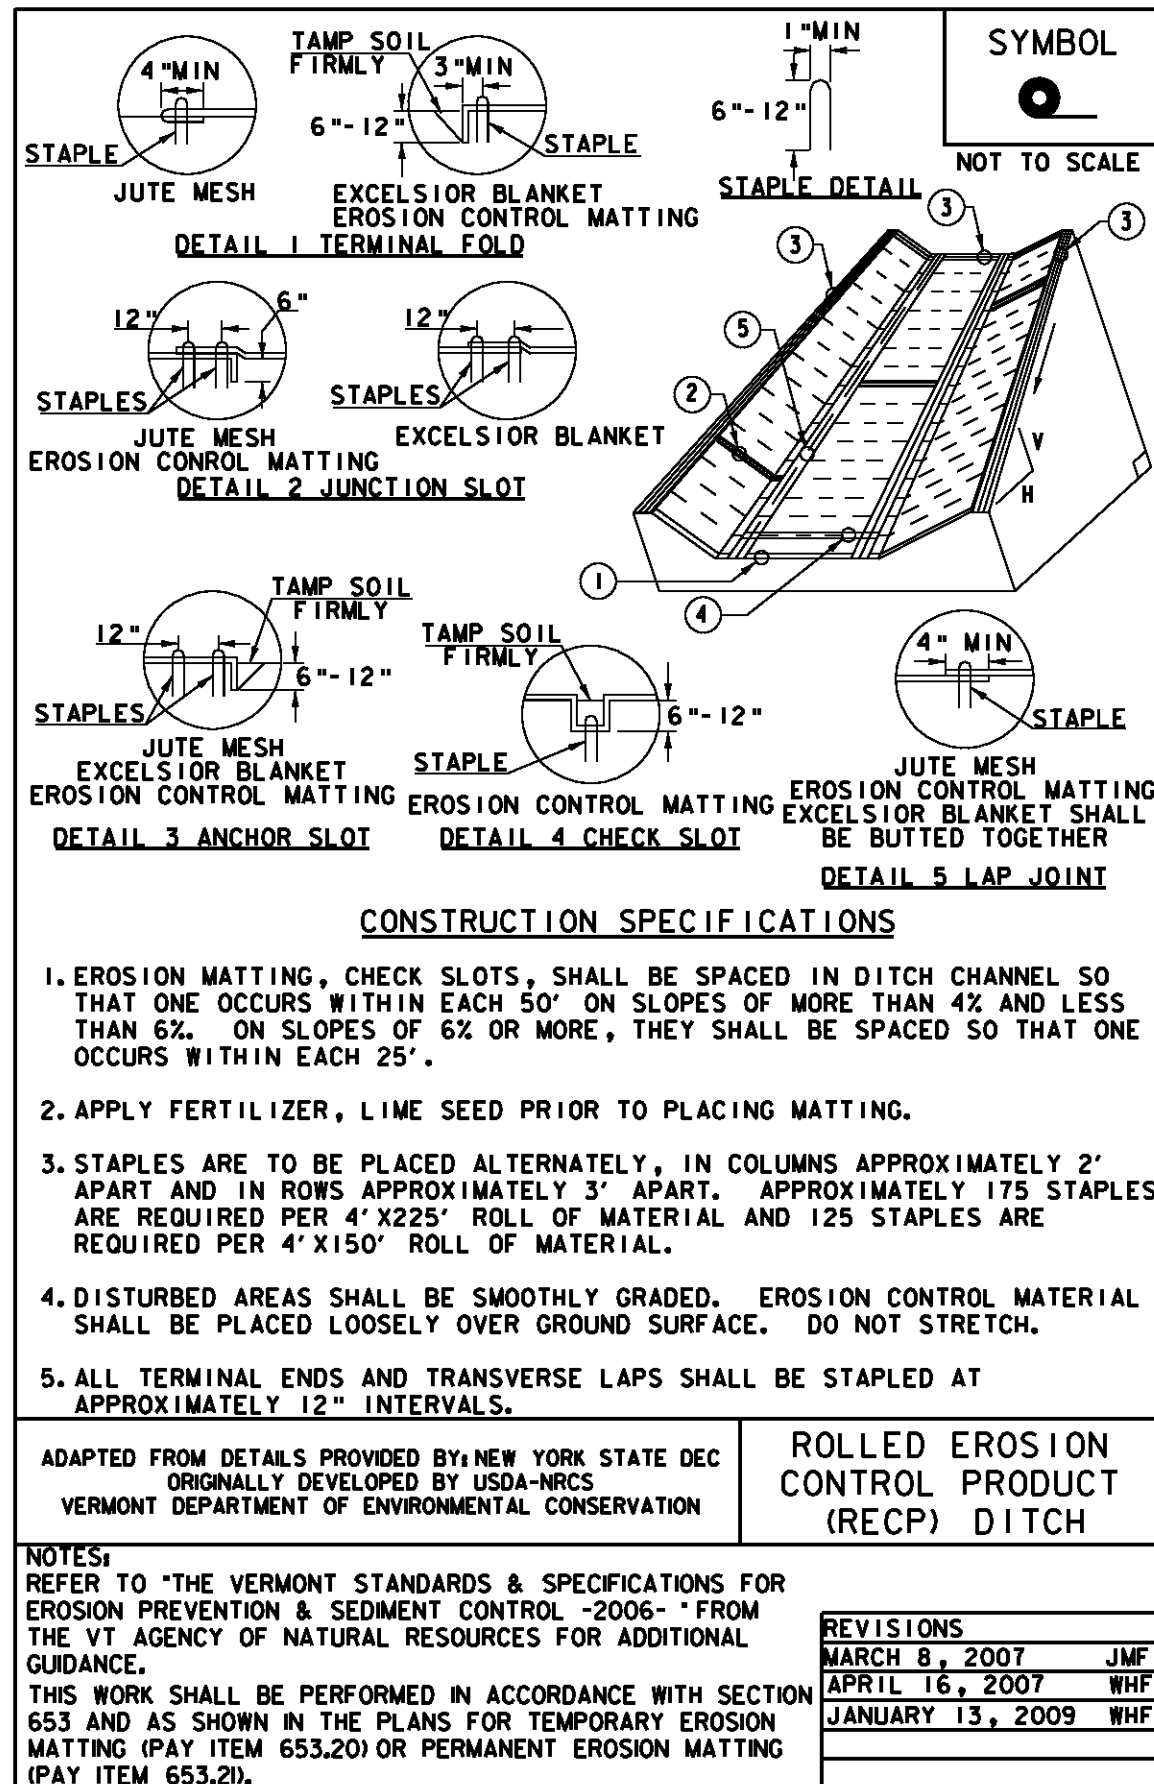 4"MIN
STAPLE
JUTE MESH
TAMP SOIL
FIRMLY
3"MIN
6"-12"
STAPLE
EXCELSIOR BLANKET
EROSION CONTROL MATTING
DETAIL 1 TERMINAL FOLD
1"MIN
6"-12"
STAPLE DETAIL
SYMBOL
NOT TO SCALE
12"
6"
STAPLES
JUTE MESH
EROSION CONROL MATTING
12"
STAPLES
EXCELSIOR BLANKET
DETAIL 2 JUNCTION SLOT
3
3
3
5
2
V
H
1
4
TAMP SOIL
FIRMLY
12"
6"-12"
STAPLES
JUTE MESH
EXCELSIOR BLANKET
EROSION CONTROL MATTING
DETAIL 3 ANCHOR SLOT
TAMP SOIL
FIRMLY
6"-12"
STAPLE
EROSION CONTROL MATTING
DETAIL 4 CHECK SLOT
4" MIN
STAPLE
JUTE MESH
EROSION CONTROL MATTING
EXCELSIOR BLANKET SHALL
BE BUTTED TOGETHER
DETAIL 5 LAP JOINT
CONSTRUCTION SPECIFICATIONS
1. EROSION MATTING, CHECK SLOTS, SHALL BE SPACED IN DITCH CHANNEL SO
THAT ONE OCCURS WITHIN EACH 50' ON SLOPES OF MORE THAN 4% AND LESS
THAN 6%. ON SLOPES OF 6% OR MORE, THEY SHALL BE SPACED SO THAT ONE
OCCURS WITHIN EACH 25'.
2. APPLY FERTILIZER, LIME SEED PRIOR TO PLACING MATTING.
3. STAPLES ARE TO BE PLACED ALTERNATELY, IN COLUMNS APPROXIMATELY 2'
APART AND IN ROWS APPROXIMATELY 3' APART. APPROXIMATELY 175 STAPLES
ARE REQUIRED PER 4'X225' ROLL OF MATERIAL AND 125 STAPLES ARE
REQUIRED PER 4'X150' ROLL OF MATERIAL.
4. DISTURBED AREAS SHALL BE SMOOTHLY GRADED. EROSION CONTROL MATERIAL
SHALL BE PLACED LOOSELY OVER GROUND SURFACE. DO NOT STRETCH.
5. ALL TERMINAL ENDS AND TRANSVERSE LAPS SHALL BE STAPLED AT
APPROXIMATELY 12" INTERVALS.
ADAPTED FROM DETAILS PROVIDED BY: NEW YORK STATE DEC
ORIGINALLY DEVELOPED BY USDA-NRCS
VERMONT DEPARTMENT OF ENVIRONMENTAL CONSERVATION
ROLLED EROSION
CONTROL PRODUCT
(RECP) DITCH
NOTES:
REFER TO "THE VERMONT STANDARDS & SPECIFICATIONS FOR
EROSION PREVENTION & SEDIMENT CONTROL -2006- " FROM
THE VT AGENCY OF NATURAL RESOURCES FOR ADDITIONAL
GUIDANCE.
THIS WORK SHALL BE PERFORMED IN ACCORDANCE WITH SECTION
653 AND AS SHOWN IN THE PLANS FOR TEMPORARY EROSION
MATTING (PAY ITEM 653.20) OR PERMANENT EROSION MATTING
(PAY ITEM 653.21).
REVISIONS
MARCH 8, 2007 JMF
APRIL 16, 2007 WHF
JANUARY 13, 2009 WHF